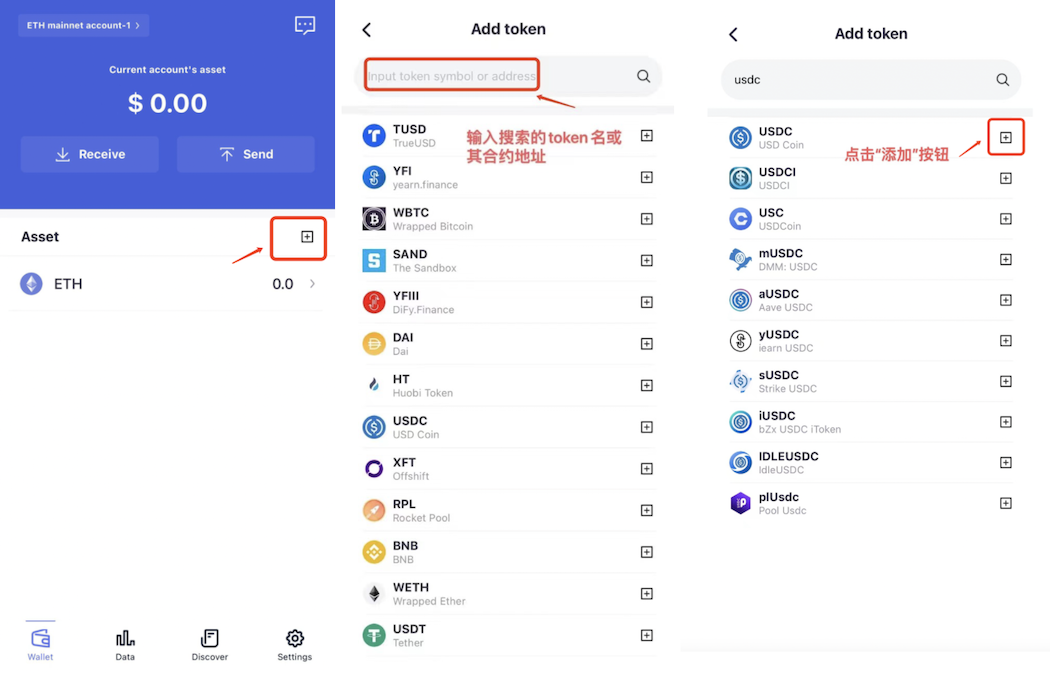 ETH mainnet account-1 >
Current account's asset
$ 0.00
Receive
Send
Asset
ETH
0.0
Wallet
Data
Discover
Settings
Add token
Input token symbol or address
输入搜索的token名或
其合约地址
TUSD
TrueUSD
YFI
yearn.finance
WBTC
Wrapped Bitcoin
SAND
The Sandbox
YFIII
DiFy.Finance
DAI
Dai
HT
Huobi Token
USDC
USD Coin
XFT
Offshift
RPL
Rocket Pool
BNB
BNB
WETH
Wrapped Ether
USDT
Tether
Add token
usdc
点击“添加”按钮
USDC
USD Coin
USDCI
USDCI
USC
USDCoin
mUSDC
DMM: USDC
aUSDC
Aave USDC
yUSDC
iearn USDC
sUSDC
Strike USDC
iUSDC
bZx USDC iToken
IDLEUSDC
IdleUSDC
plUsdc
Pool Usdc